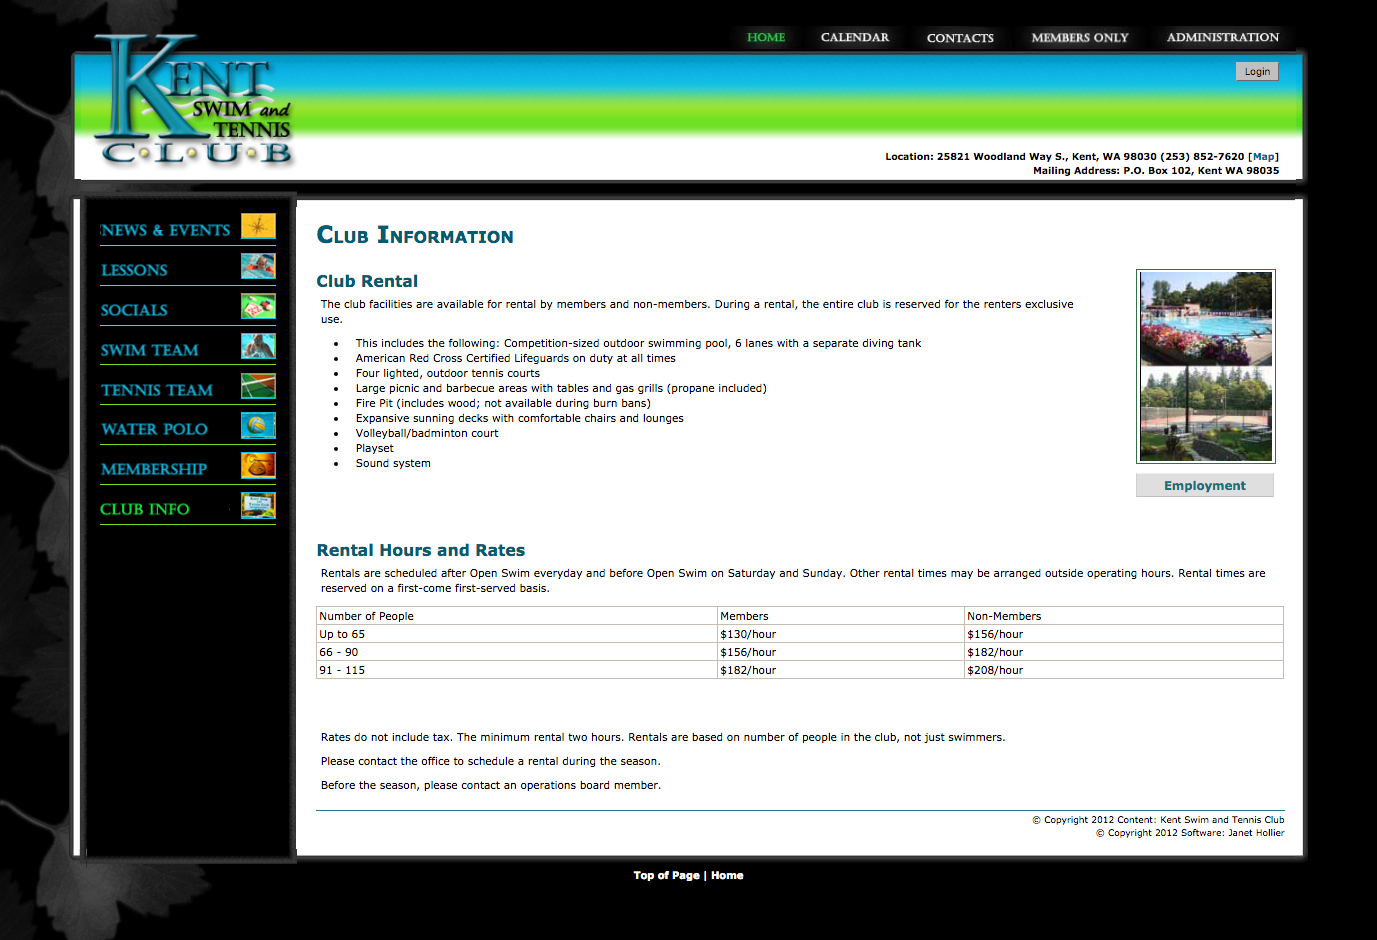 HOME CALENDAR CONTACTS MEMBERS ONLY ADMINISTRATION
Login
KENT
SWIM and
TENNIS
C·L·U·B
Location: 25821 Woodland Way S., Kent, WA 98030 (253) 852-7620 [Map]
Mailing Address: P.O. Box 102, Kent WA 98035
NEWS & EVENTS
LESSONS
SOCIALS
SWIM TEAM
TENNIS TEAM
WATER POLO
MEMBERSHIP
CLUB INFO
CLUB INFORMATION
Club Rental
The club facilities are available for rental by members and non-members. During a rental, the entire club is reserved for the renters exclusive
use.
• This includes the following: Competition-sized outdoor swimming pool, 6 lanes with a separate diving tank
• American Red Cross Certified Lifeguards on duty at all times
• Four lighted, outdoor tennis courts
• Large picnic and barbecue areas with tables and gas grills (propane included)
• Fire Pit (includes wood; not available during burn bans)
• Expansive sunning decks with comfortable chairs and lounges
• Volleyball/badminton court
• Playset
• Sound system
Employment
Rental Hours and Rates
Rentals are scheduled after Open Swim everyday and before Open Swim on Saturday and Sunday. Other rental times may be arranged outside operating hours. Rental times are
reserved on a first-come first-served basis.
Number of People Members Non-Members
Up to 65 $130/hour $156/hour
66 - 90 $156/hour $182/hour
91 - 115 $182/hour $208/hour
Rates do not include tax. The minimum rental two hours. Rentals are based on number of people in the club, not just swimmers.
Please contact the office to schedule a rental during the season.
Before the season, please contact an operations board member.
© Copyright 2012 Content: Kent Swim and Tennis Club
© Copyright 2012 Software: Janet Hollier
Top of Page | Home